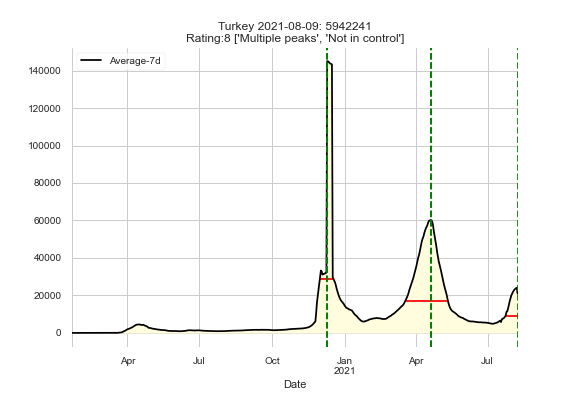 Turkey 2021-08-09: 5942241
Rating:8 ['Multiple peaks', 'Not in control']
Average-7d
140000
120000
100000
80000
60000
40000
20000
0
Apr
Jul
Oct
Jan
2021
Apr
Jul
Date